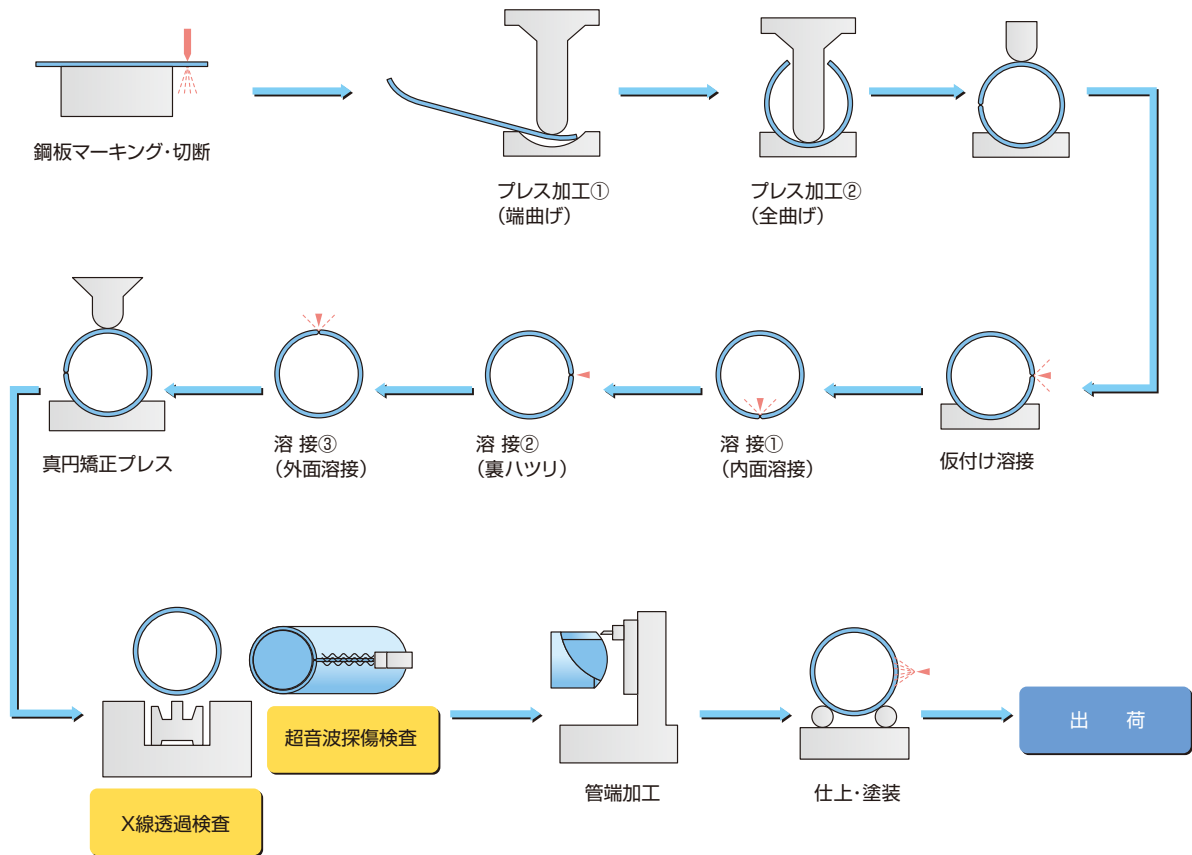 鋼板マーキング・切断
プレス加工①
（端曲げ）
プレス加工②
（全曲げ）
真円矯正プレス
溶 接③
（外面溶接）
溶 接②
（裏ハツリ）
溶 接①
（内面溶接）
仮付け溶接
超音波探傷検査
X線透過検査
管端加工
仕上・塗装
出　荷